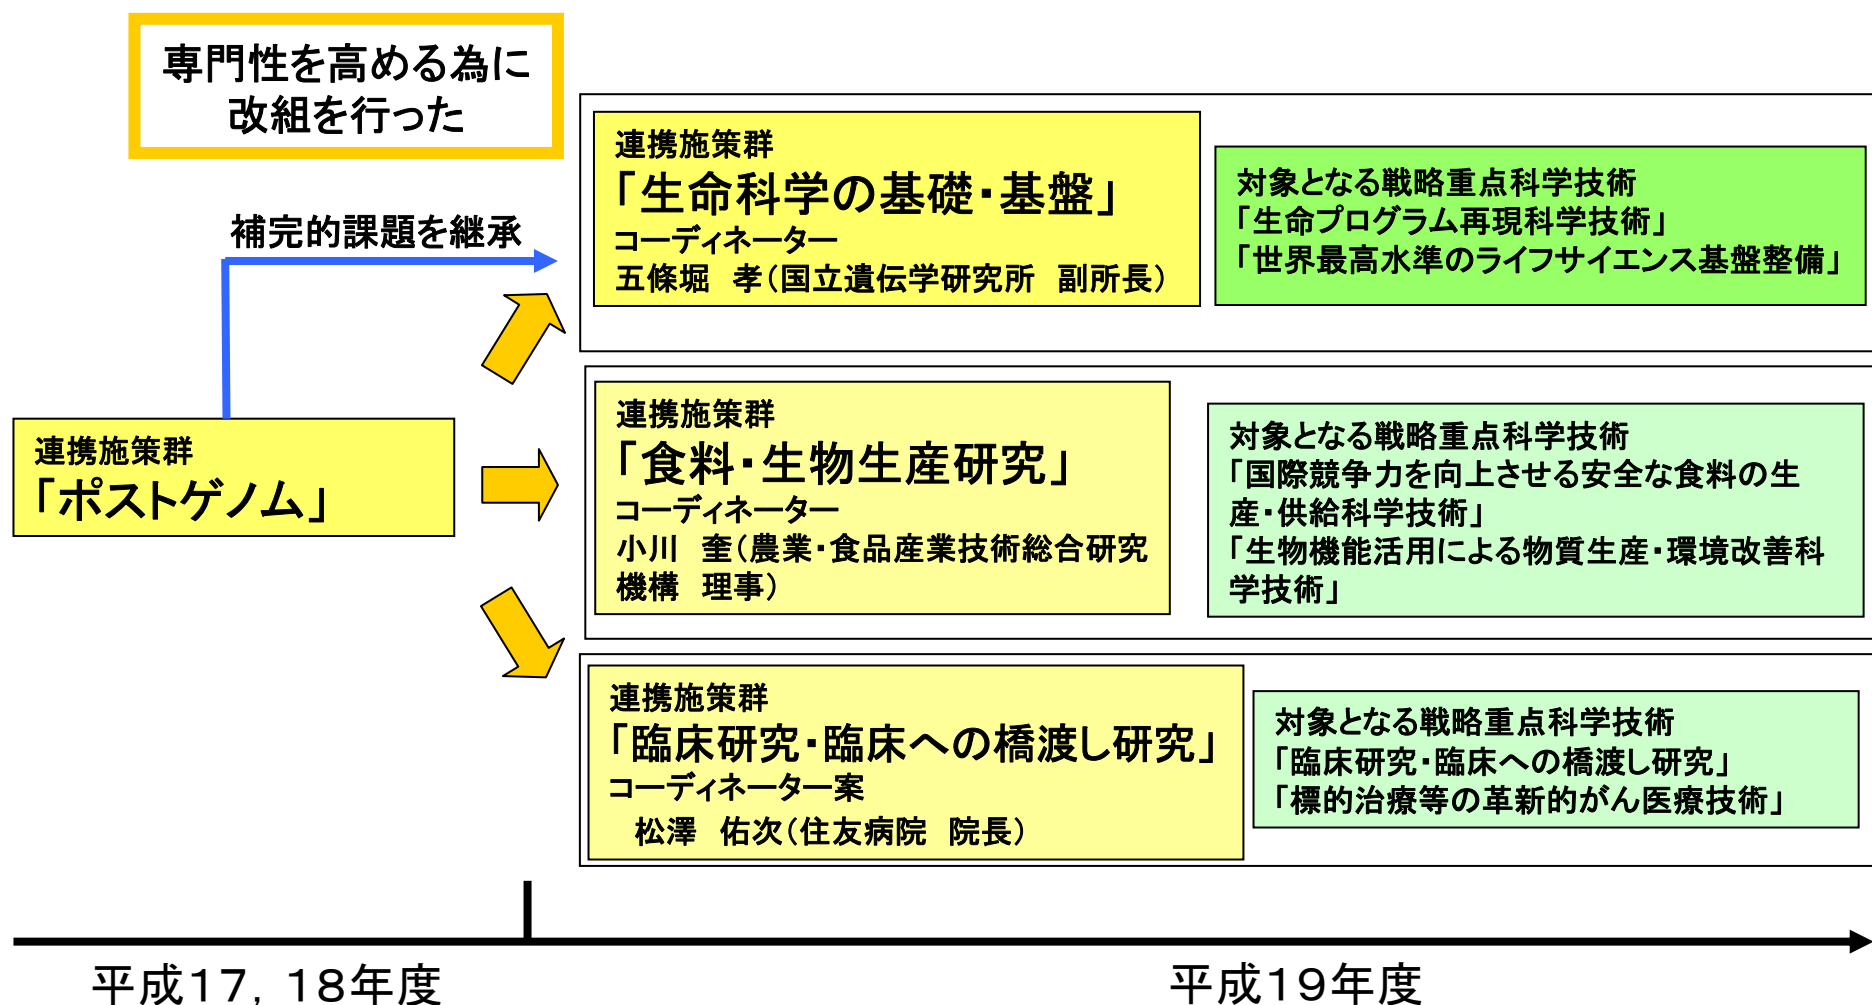 専門性を高める為に
改組を行った
補完的課題を継承
連携施策群
「ポストゲノム」
連携施策群
「生命科学の基礎・基盤」
コーディネーター
五條堀　孝（国立遺伝学研究所　副所長）
対象となる戦略重点科学技術
「生命プログラム再現科学技術」
「世界最高水準のライフサイエンス基盤整備」
連携施策群
「食料・生物生産研究」
コーディネーター
小川　奎（農業・食品産業技術総合研究
機構　理事）
対象となる戦略重点科学技術
「国際競争力を向上させる安全な食料の生
産・供給科学技術」
「生物機能活用による物質生産・環境改善科
学技術」
連携施策群
「臨床研究・臨床への橋渡し研究」
コーディネーター案
松澤　佑次（住友病院　院長）
対象となる戦略重点科学技術
「臨床研究・臨床への橋渡し研究」
「標的治療等の革新的がん医療技術」
平成１７，１８年度
平成１９年度